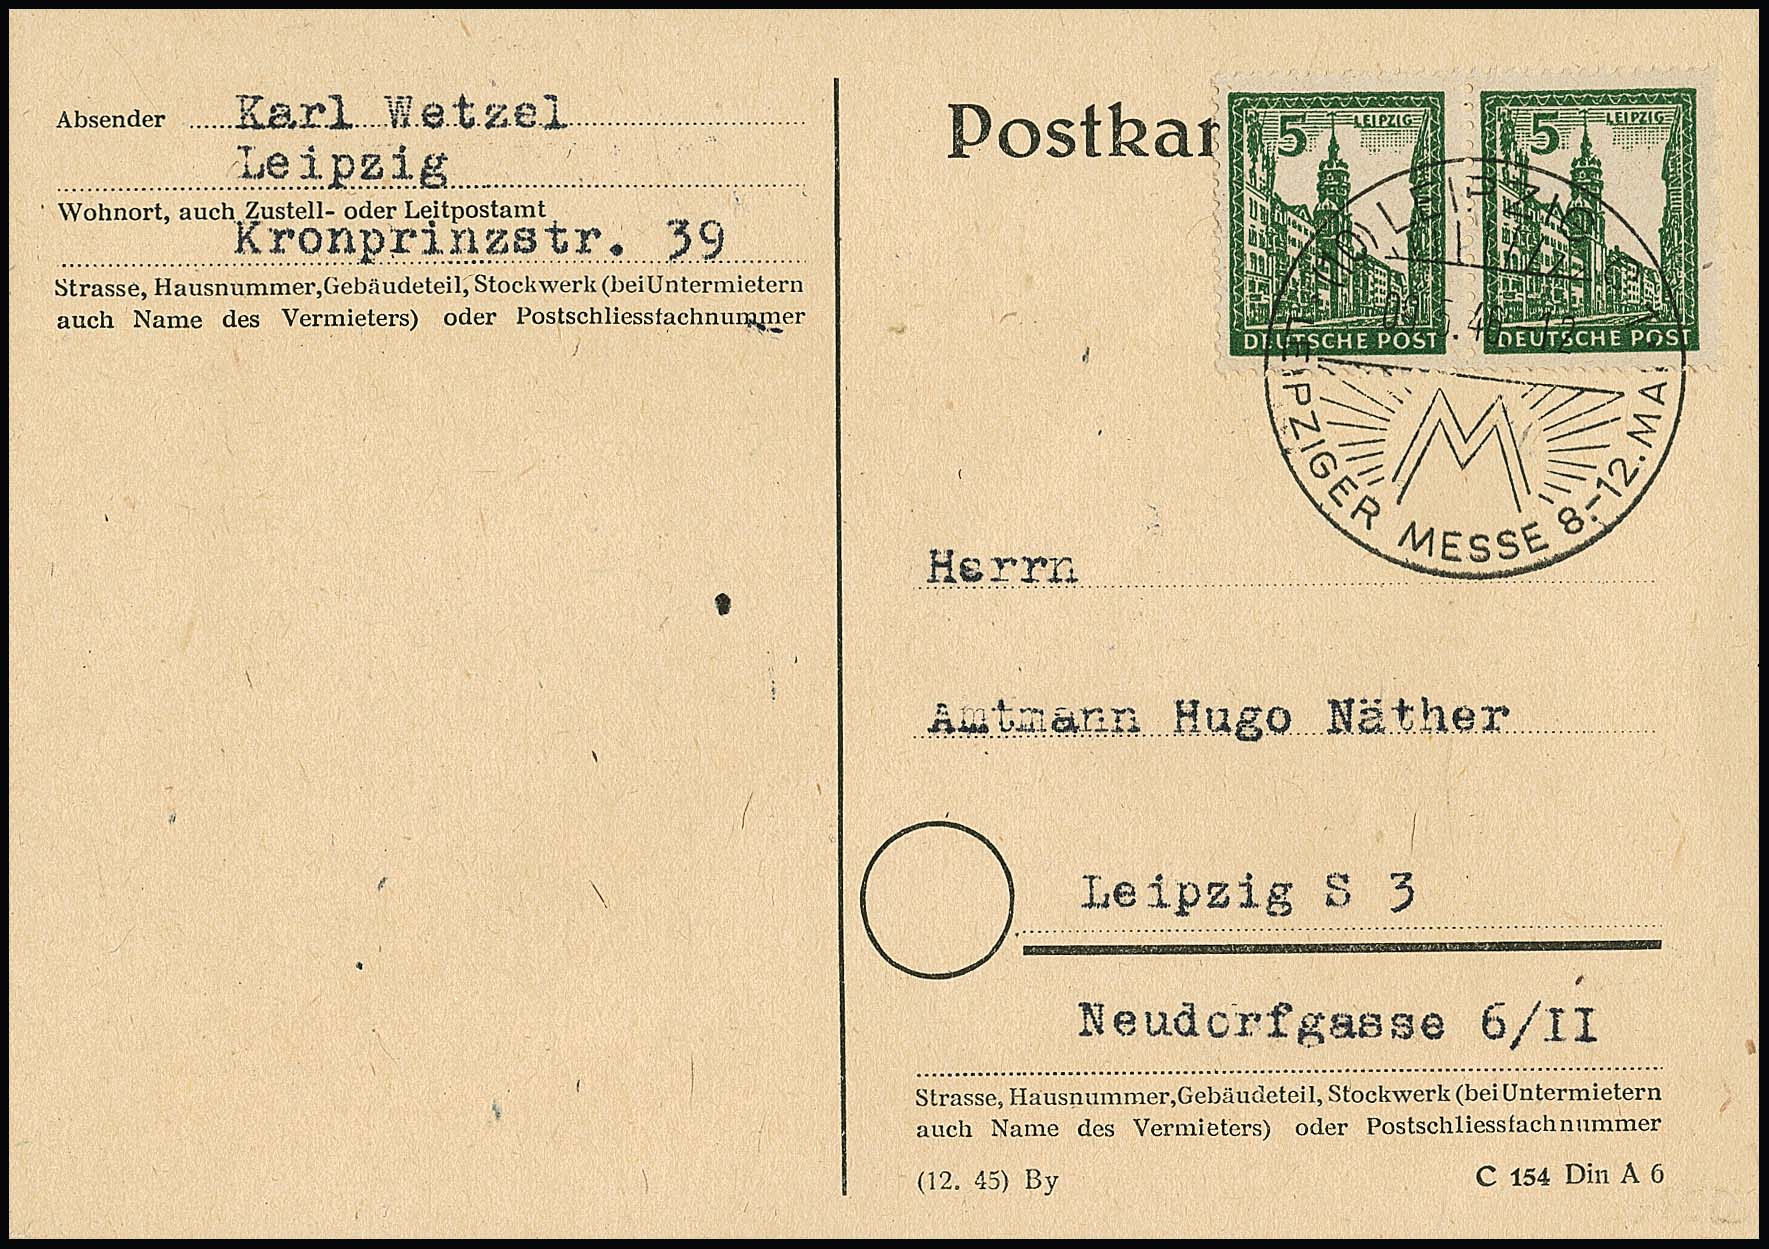 Absender Karl Wetzel
Leipzig
Wohnort, auch Zustell- oder Leitpostamt
Kronprinzstr. 39
Strasse, Hausnummer, Gebäudeteil, Stockwerk (bei Untermietern
auch Name des Vermieters) oder Postschliessfachnummer
Postkar
5 LEIPZIG
DEUTSCHE POST
5 LEIPZIG
DEUTSCHE POST
LEIPZIG
LEIPZIGER MESSE 8.-12. MA
Herrn
Amtmann Hugo Näther
Leipzig S 3
Neudorfgasse 6/II
Strasse, Hausnummer, Gebäudeteil, Stockwerk (bei Untermietern
auch Name des Vermieters) oder Postschliessfachnummer
(12. 45) By
C 154 Din A 6